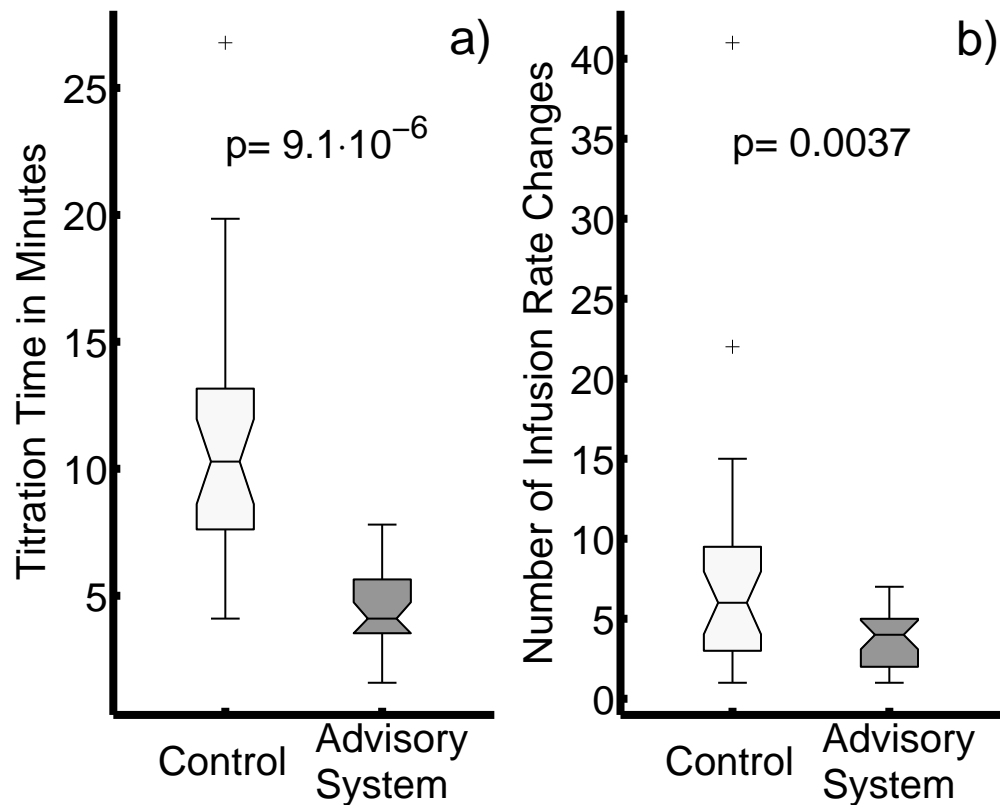 a)
p= 9.1·10⁻⁶
Titration Time in Minutes
25
20
15
10
5
Control
Advisory
System
b)
p= 0.0037
Number of Infusion Rate Changes
40
35
30
25
20
15
10
5
0
Control
Advisory
System